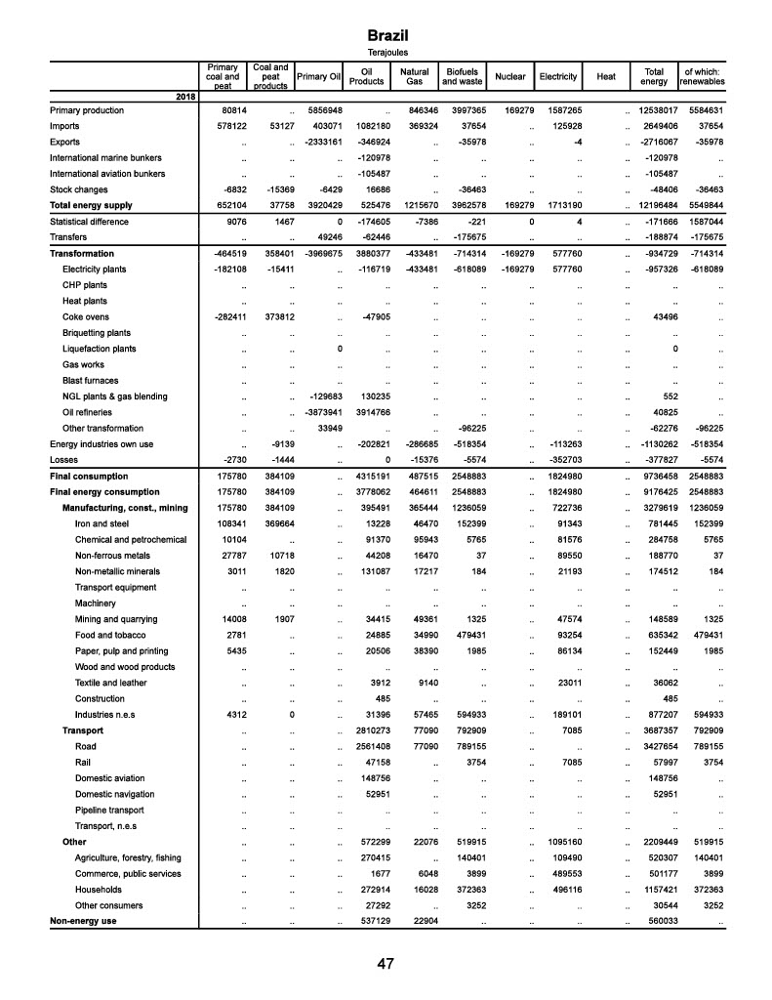 Brazil
Terajoules
Primary coal and peat Coal and peat products Primary Oil Oil Products Natural Gas Biofuels and waste Nuclear Electricity Heat Total energy of which: renewables
2018
Primary production 80814 .. 5856948 .. 846346 3997365 169279 1587265 .. 12538017 5584631
Imports 578122 53127 403071 1082180 369324 37654 .. 125928 .. 2649406 37654
Exports .. .. -2333161 -346924 .. -35978 .. -4 .. -2716067 -35978
International marine bunkers .. .. .. -120978 .. .. .. .. .. -120978 ..
International aviation bunkers .. .. .. -105487 .. .. .. .. .. -105487 ..
Stock changes -6832 -15369 -6429 16686 .. -36463 .. .. .. -48406 -36463
Total energy supply 652104 37758 3920429 525476 1215670 3962578 169279 1713190 .. 12196484 5549844
Statistical difference 9076 1467 0 -174605 -7386 -221 0 4 .. -171666 1587044
Transfers .. .. 49246 -62446 .. -175675 .. .. .. -188874 -175675
Transformation -464519 358401 -3969675 3880377 -433481 -714314 -169279 577760 .. -934729 -714314
Electricity plants -182108 -15411 .. -116719 -433481 -618089 -169279 577760 .. -957326 -618089
CHP plants .. .. .. .. .. .. .. .. .. .. ..
Heat plants .. .. .. .. .. .. .. .. .. .. ..
Coke ovens -282411 373812 .. -47905 .. .. .. .. .. 43496 ..
Briquetting plants .. .. .. .. .. .. .. .. .. .. ..
Liquefaction plants .. .. 0 .. .. .. .. .. .. 0 ..
Gas works .. .. .. .. .. .. .. .. .. .. ..
Blast furnaces .. .. .. .. .. .. .. .. .. .. ..
NGL plants & gas blending .. .. -129683 130235 .. .. .. .. .. 552 ..
Oil refineries .. .. -3873941 3914766 .. .. .. .. .. 40825 ..
Other transformation .. .. 33949 .. .. -96225 .. .. .. -62276 -96225
Energy industries own use .. -9139 .. -202821 -286685 -518354 .. -113263 .. -1130262 -518354
Losses -2730 -1444 .. 0 -15376 -5574 .. -352703 .. -377827 -5574
Final consumption 175780 384109 .. 4315191 487515 2548883 .. 1824980 .. 9736458 2548883
Final energy consumption 175780 384109 .. 3778062 464611 2548883 .. 1824980 .. 9176425 2548883
Manufacturing, const., mining 175780 384109 .. 395491 365444 1236059 .. 722736 .. 3279619 1236059
Iron and steel 108341 369664 .. 13228 46470 152399 .. 91343 .. 781445 152399
Chemical and petrochemical 10104 .. .. 91370 95943 5765 .. 81576 .. 284758 5765
Non-ferrous metals 27787 10718 .. 44208 16470 37 .. 89550 .. 188770 37
Non-metallic minerals 3011 1820 .. 131087 17217 184 .. 21193 .. 174512 184
Transport equipment .. .. .. .. .. .. .. .. .. .. ..
Machinery .. .. .. .. .. .. .. .. .. .. ..
Mining and quarrying 14008 1907 .. 34415 49361 1325 .. 47574 .. 148589 1325
Food and tobacco 2781 .. .. 24885 34990 479431 .. 93254 .. 635342 479431
Paper, pulp and printing 5435 .. .. 20506 38390 1985 .. 86134 .. 152449 1985
Wood and wood products .. .. .. .. .. .. .. .. .. .. ..
Textile and leather .. .. .. 3912 9140 .. .. 23011 .. 36062 ..
Construction .. .. .. 485 .. .. .. .. .. 485 ..
Industries n.e.s 4312 0 .. 31396 57465 594933 .. 189101 .. 877207 594933
Transport .. .. .. 2810273 77090 792909 .. 7085 .. 3687357 792909
Road .. .. .. 2561408 77090 789155 .. .. .. 3427654 789155
Rail .. .. .. 47158 .. 3754 .. 7085 .. 57997 3754
Domestic aviation .. .. .. 148756 .. .. .. .. .. 148756 ..
Domestic navigation .. .. .. 52951 .. .. .. .. .. 52951 ..
Pipeline transport .. .. .. .. .. .. .. .. .. .. ..
Transport, n.e.s .. .. .. .. .. .. .. .. .. .. ..
Other .. .. .. 572299 22076 519915 .. 1095160 .. 2209449 519915
Agriculture, forestry, fishing .. .. .. 270415 .. 140401 .. 109490 .. 520307 140401
Commerce, public services .. .. .. 1677 6048 3899 .. 489553 .. 501177 3899
Households .. .. .. 272914 16028 372363 .. 496116 .. 1157421 372363
Other consumers .. .. .. 27292 .. 3252 .. .. .. 30544 3252
Non-energy use .. .. .. 537129 22904 .. .. .. .. 560033 ..
47